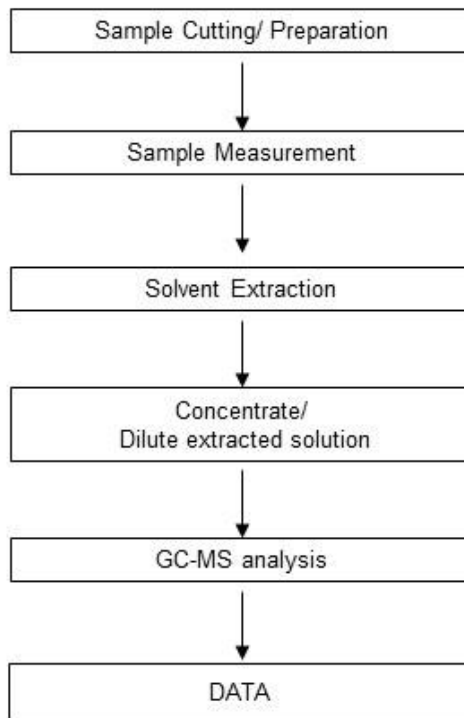 Sample Cutting/ Preparation
Sample Measurement
Solvent Extraction
Concentrate/
Dilute extracted solution
GC-MS analysis
DATA